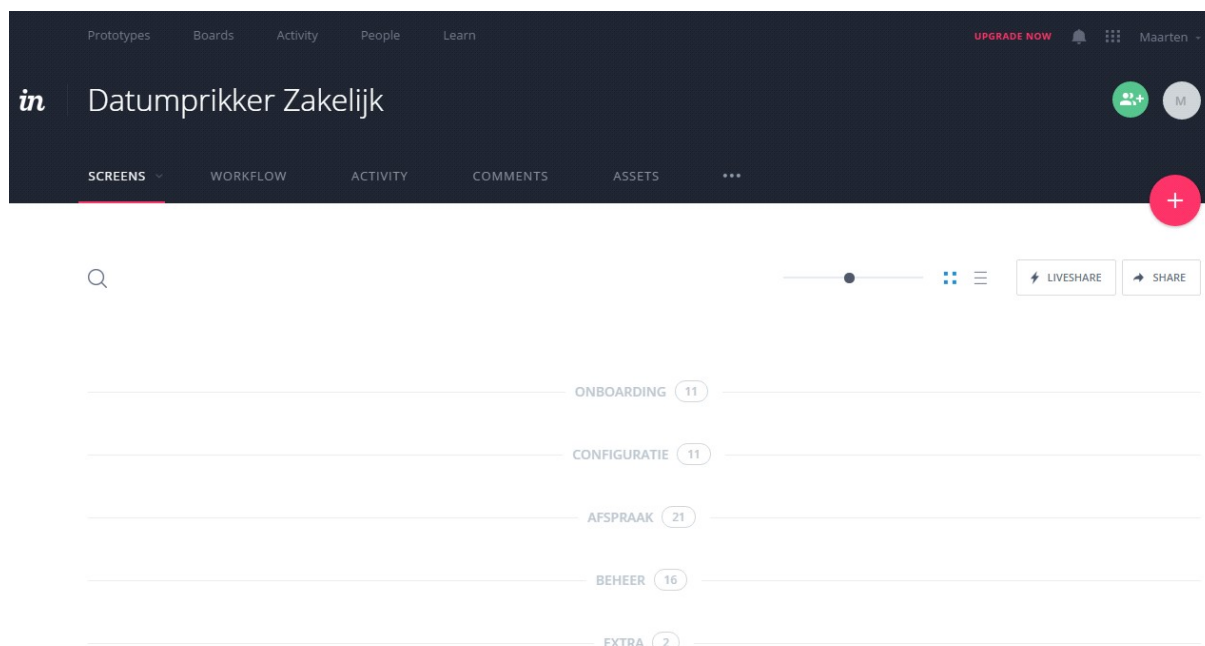 Prototypes Boards Activity People Learn UPGRADE NOW Maarten
in Datumprikker Zakelijk M
SCREENS WORKFLOW ACTIVITY COMMENTS ASSETS
LIVESHARE SHARE
ONBOARDING 11
CONFIGURATIE 11
AFSPRAAK 21
BEHEER 16
EXTRA 2